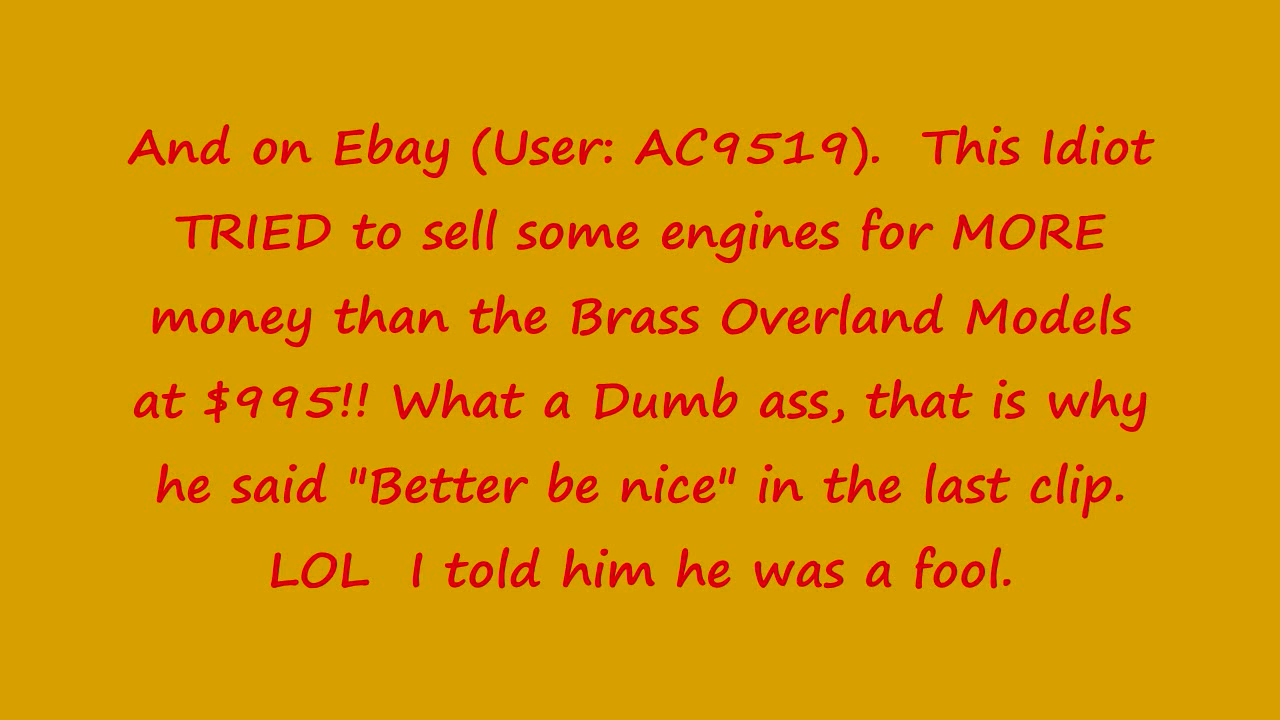 And on Ebay (User: AC9519).  This Idiot
TRIED to sell some engines for MORE
money than the Brass Overland Models
at $995!! What a Dumb ass, that is why
he said "Better be nice" in the last clip.
LOL  I told him he was a fool.